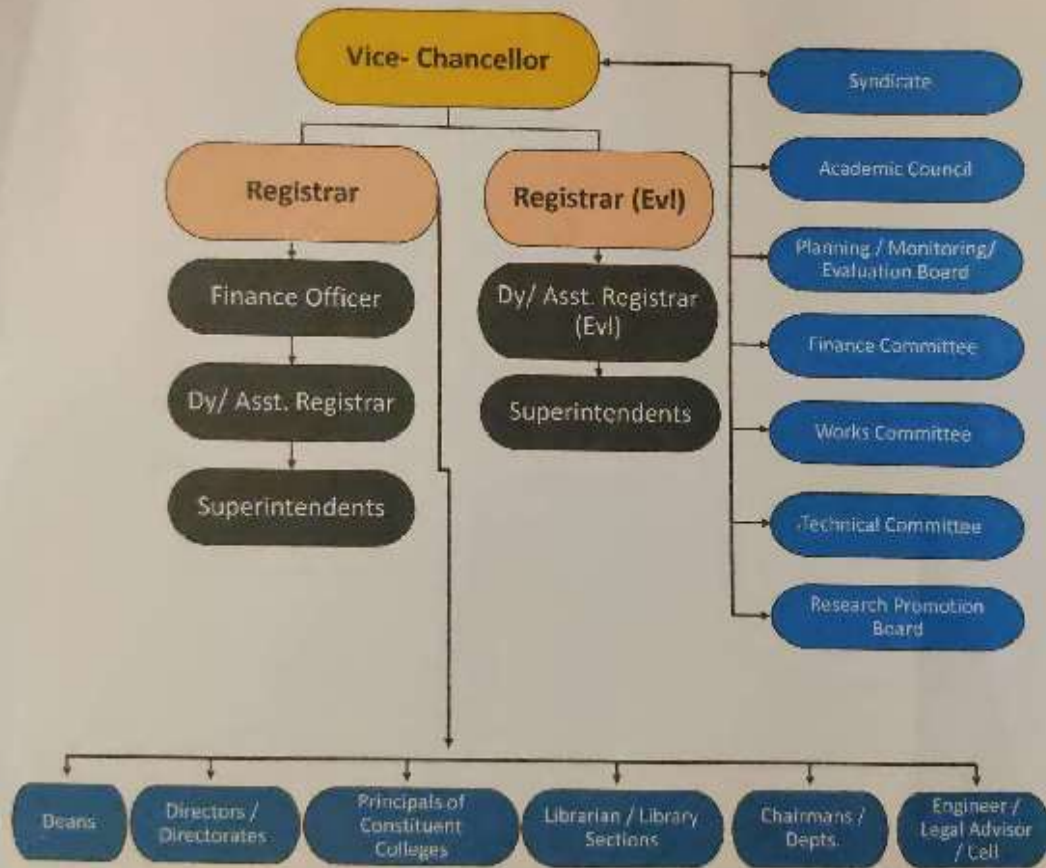 Vice- Chancellor
Syndicate
Academic Council
Planning / Monitoring/
Evaluation Board
Finance Committee
Works Committee
Technical Committee
Research Promotion
Board
Registrar
Finance Officer
Dy/ Asst. Registrar
Superintendents
Registrar (Evl)
Dy/ Asst. Registrar
(Evl)
Superintendents
Deans
Directors /
Directorates
Principals of
Constituent
Colleges
Librarian / Library
Sections
Chairmans /
Depts.
Engineer /
Legal Advisor
/ Cell